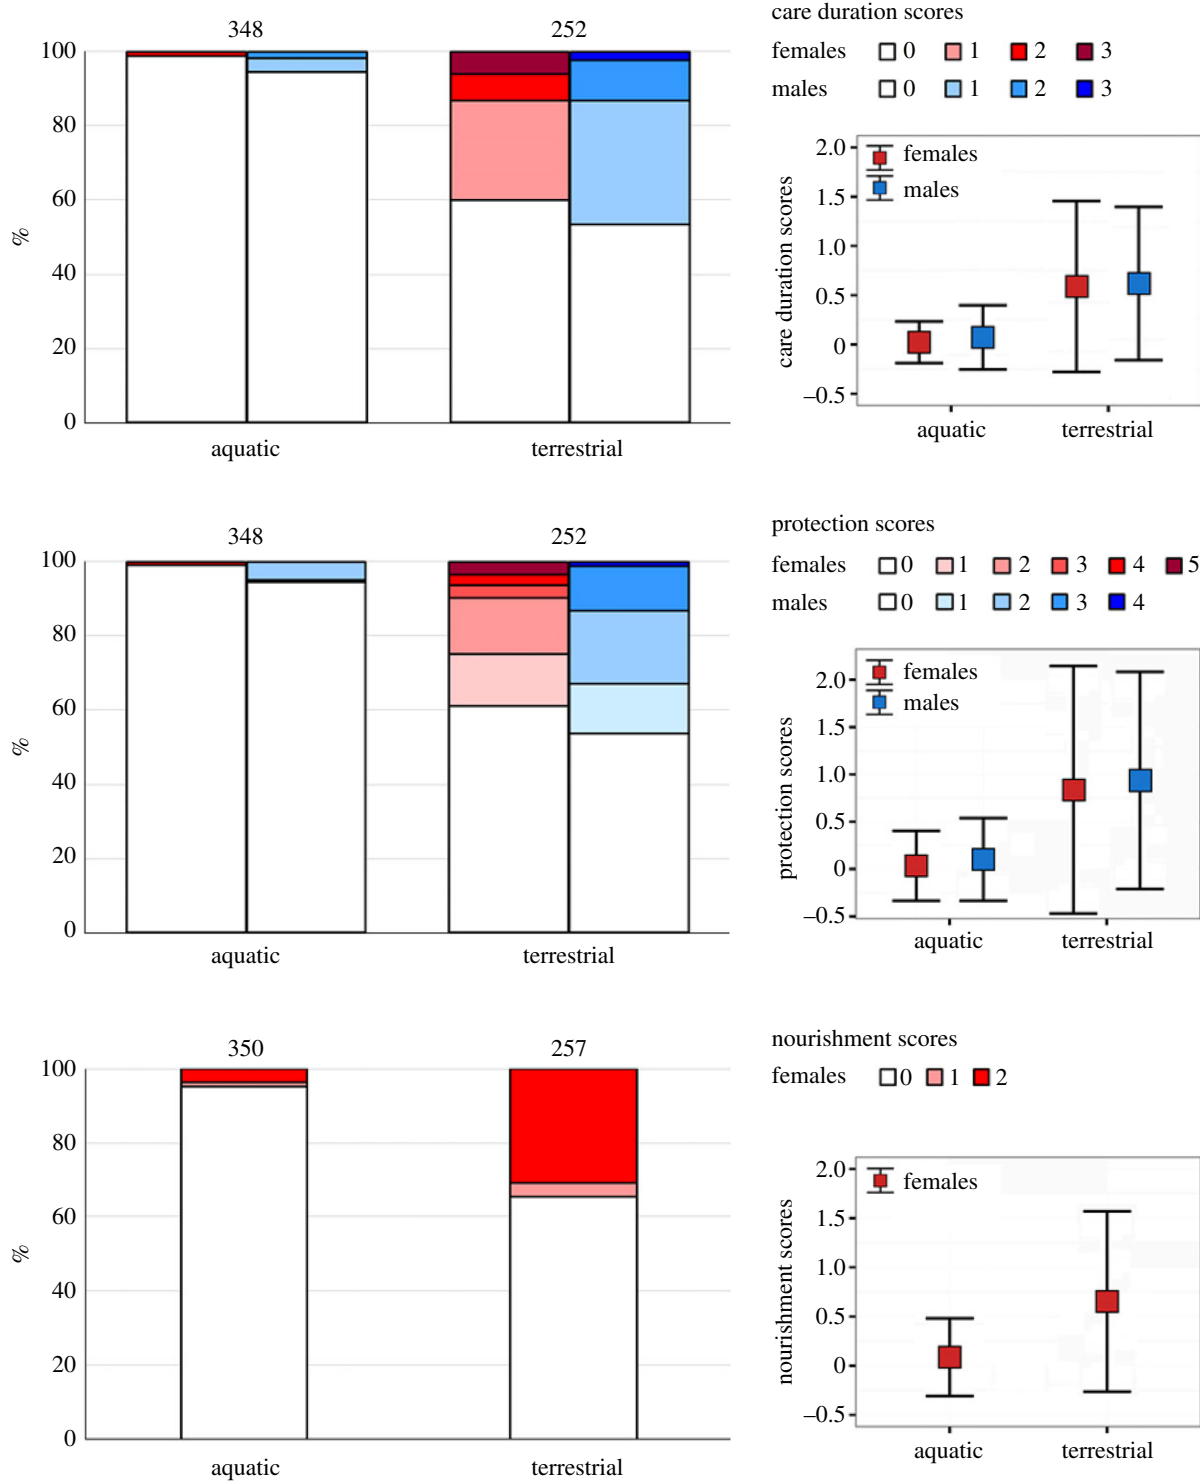 348 252
100
80
60
40
20
0
%
aquatic terrestrial
care duration scores
females 0 1 2 3
males 0 1 2 3
2.0
1.5
1.0
0.5
0
–0.5
care duration scores
females
males
aquatic terrestrial
348 252
100
80
60
40
20
0
%
aquatic terrestrial
protection scores
females 0 1 2 3 4 5
males 0 1 2 3 4
2.0
1.5
1.0
0.5
0
–0.5
protection scores
females
males
aquatic terrestrial
350 257
100
80
60
40
20
0
%
aquatic terrestrial
nourishment scores
females 0 1 2
2.0
1.5
1.0
0.5
0
–0.5
nourishment scores
females
aquatic terrestrial